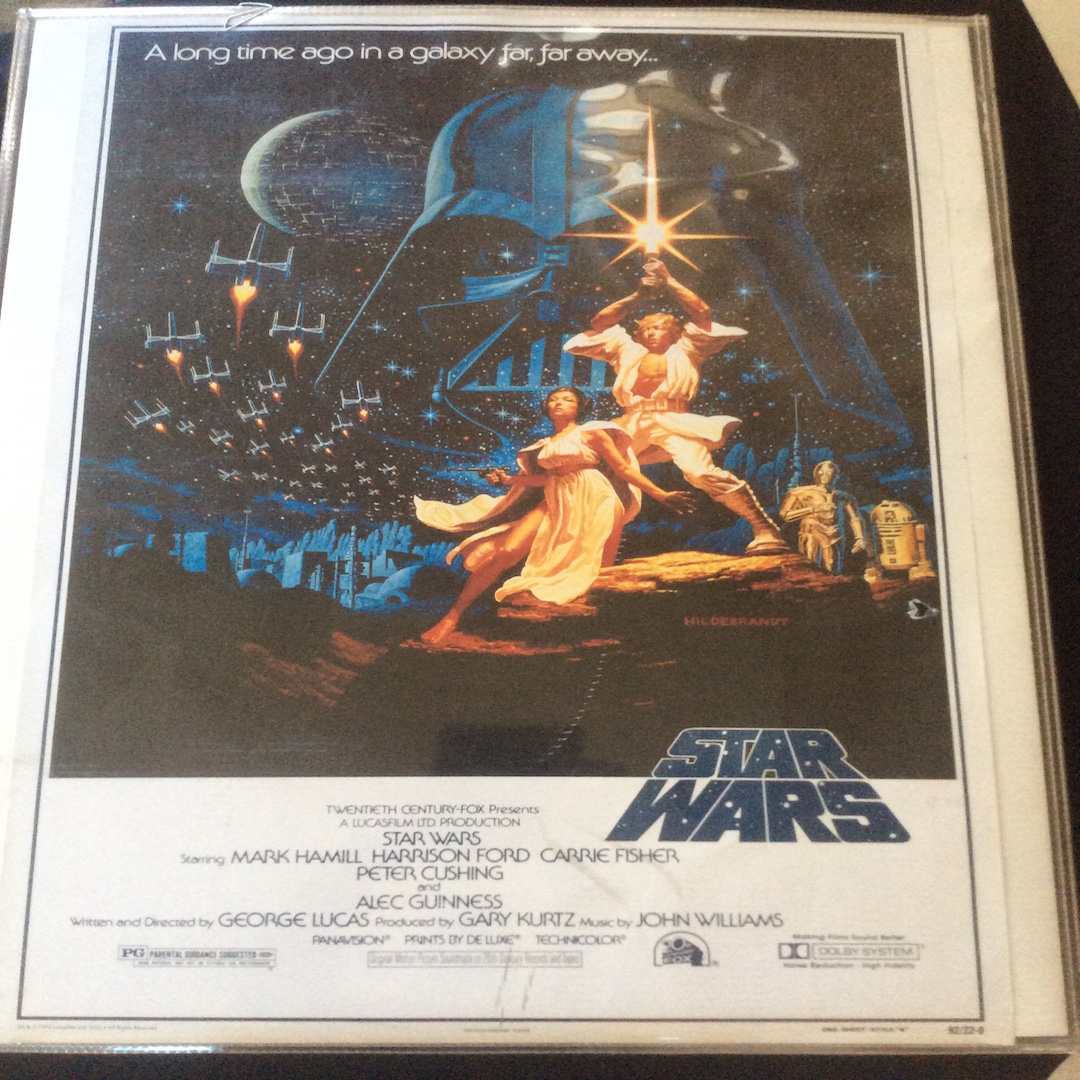 A long time ago in a galaxy far, far away...
HILDEBRANDT
STAR
WARS
TWENTIETH CENTURY-FOX Presents
A LUCASFILM LTD. PRODUCTION
STAR WARS
Starring MARK HAMILL HARRISON FORD CARRIE FISHER
PETER CUSHING
and
ALEC GUINNESS
Written and Directed by GEORGE LUCAS Produced by GARY KURTZ Music by JOHN WILLIAMS
PANAVISION® PRINTS BY DE LUXE® TECHNICOLOR®
Making Films Sound Better
PG PARENTAL GUIDANCE SUGGESTED
Original Motion Picture Soundtrack on 20th Century Records and Tapes
FOX
DOLBY SYSTEM®
Noise Reduction High Fidelity
ONE SHEET STYLE "A"
92/22-0